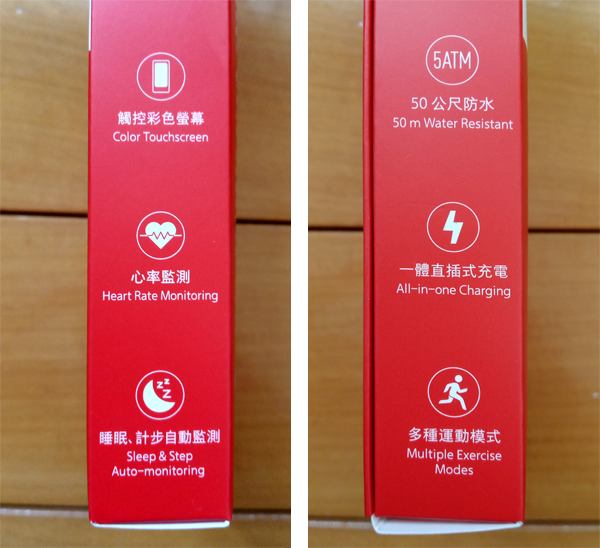 觸控彩色螢幕
Color Touchscreen
心率監測
Heart Rate Monitoring
zzZ
睡眠、計步自動監測
Sleep & Step
Auto-monitoring
5ATM
50 公尺防水
50 m Water Resistant
一體直插式充電
All-in-one Charging
多種運動模式
Multiple Exercise
Modes